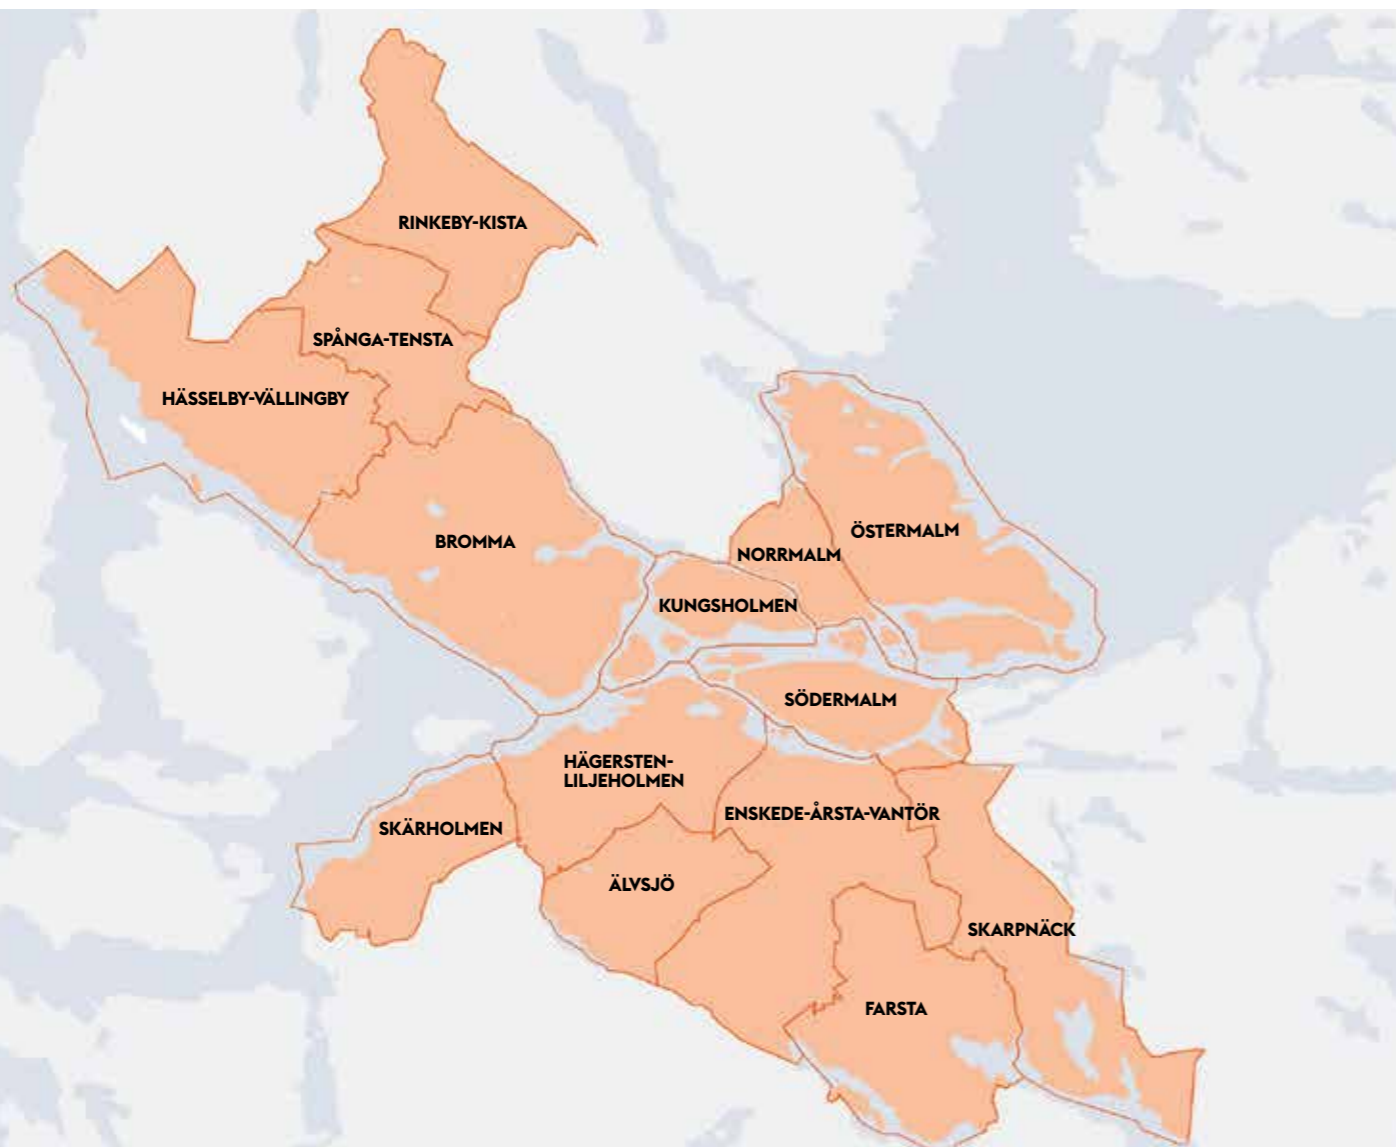 RINKEBY-KISTA
SPÅNGA-TENSTA
HÄSSELBY-VÄLLINGBY
BROMMA
ÖSTERMALM
NORRMALM
KUNGSHOLMEN
SÖDERMALM
HÄGERSTEN-
LILJEHOLMEN
ENSKEDE-ÅRSTA-VANTÖR
SKÄRHOLMEN
ÄLVSJÖ
SKARPNÄCK
FARSTA